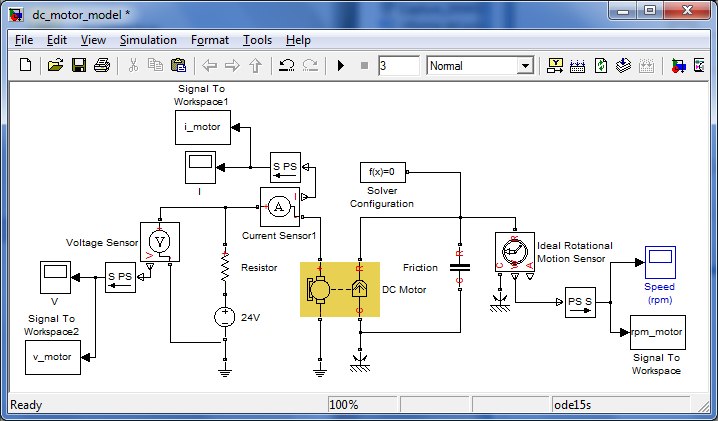 dc_motor_model *
File Edit View Simulation Format Tools Help
3 Normal
Signal To
Workspace1
i_motor
S PS
I
I
A
Current Sensor1
f(x)=0
Solver
Configuration
Voltage Sensor
V
V
S PS
V
Signal To
Workspace2
v_motor
Resistor
24V
R
C
DC Motor
Friction
R
C
R
C
V
A
Ideal Rotational
Motion Sensor
PS S
Speed
(rpm)
rpm_motor
Signal To
Workspace
Ready 100% ode15s